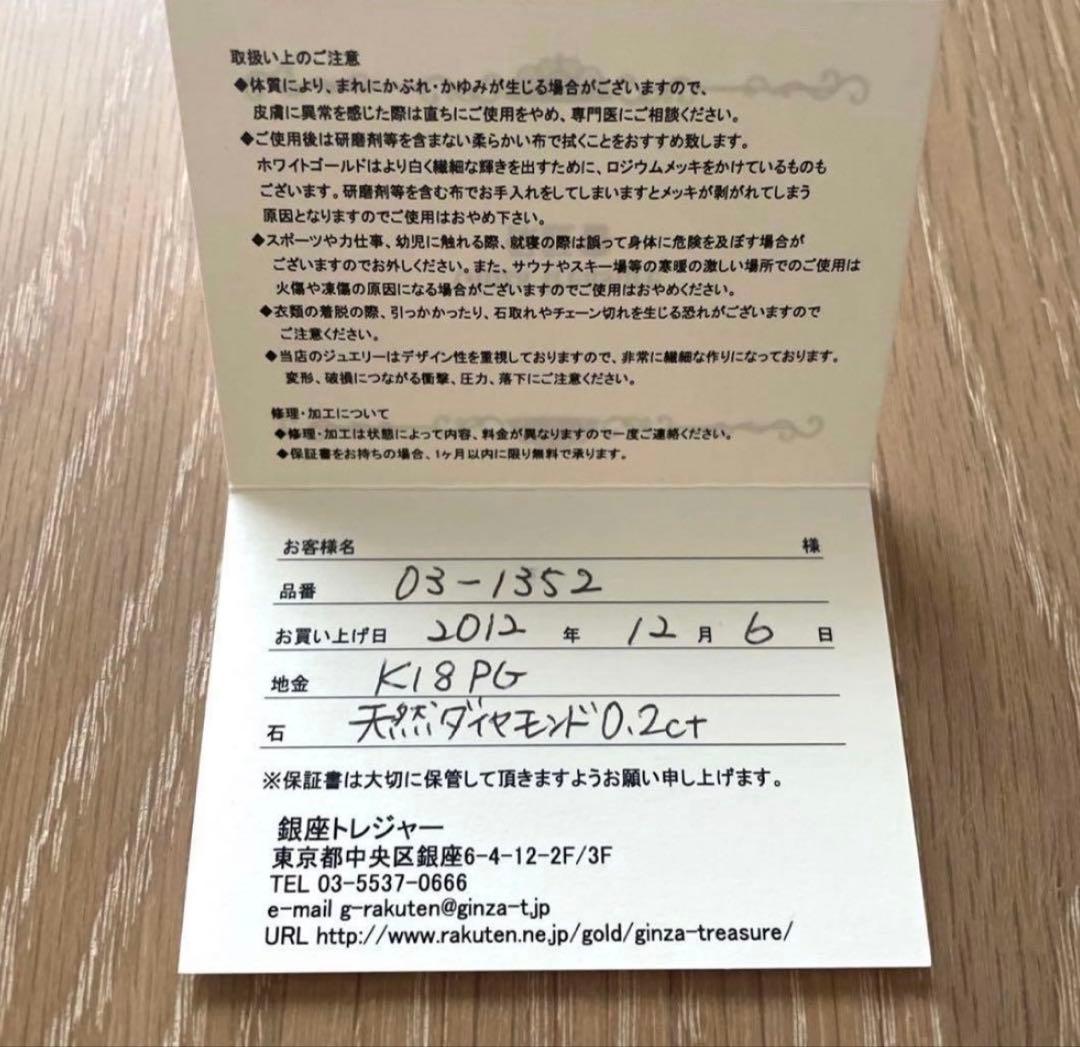 取扱い上のご注意
◆体質により、まれにかぶれ・かゆみが生じる場合がございますので、
皮膚に異常を感じた際は直ちにご使用をやめ、専門医にご相談ください。
◆ご使用後は研磨剤等を含まない柔らかい布で拭くことをおすすめ致します。
ホワイトゴールドはより白く繊細な輝きを出すために、ロジウムメッキをかけているものも
ございます。研磨剤等を含む布でお手入れをしてしまいますとメッキが剥がれてしまう
原因となりますのでご使用はおやめ下さい。
◆スポーツや力仕事、幼児に触れる際、就寝の際は誤って身体に危険を及ぼす場合が
ございますのでお外しください。また、サウナやスキー場等の寒暖の激しい場所でのご使用は
火傷や凍傷の原因になる場合がございますのでご使用はおやめください。
◆衣類の着脱の際、引っかかったり、石取れやチェーン切れを生じる恐れがございますので
ご注意ください。
◆当店のジュエリーはデザイン性を重視しておりますので、非常に繊細な作りになっております。
変形、破損につながる衝撃、圧力、落下にご注意ください。
修理・加工について
◆修理・加工は状態によって内容、料金が異なりますので一度ご連絡ください。
◆保証書をお持ちの場合、1ヶ月以内に限り無料で承ります。
お客様名 様
品番 03-1352
お買い上げ日 2012 年 12 月 6 日
地金 K18PG
石 天然ダイヤモンド0.2ct
※保証書は大切に保管して頂きますようお願い申し上げます。
銀座トレジャー
東京都中央区銀座6-4-12-2F/3F
TEL 03-5537-0666
e-mail g-rakuten@ginza-t.jp
URL http://www.rakuten.ne.jp/gold/ginza-treasure/